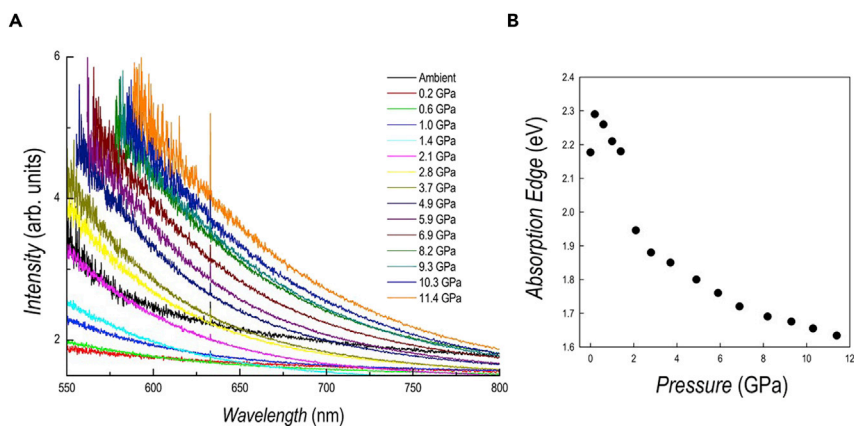 A
B
6
4
2
Intensity (arb. units)
550
600
650
700
750
800
Wavelength (nm)
Ambient
0.2 GPa
0.6 GPa
1.0 GPa
1.4 GPa
2.1 GPa
2.8 GPa
3.7 GPa
4.9 GPa
5.9 GPa
6.9 GPa
8.2 GPa
9.3 GPa
10.3 GPa
11.4 GPa
2.4
2.3
2.2
2.1
2.0
1.9
1.8
1.7
1.6
Absorption Edge (eV)
0
2
4
6
8
10
12
Pressure (GPa)